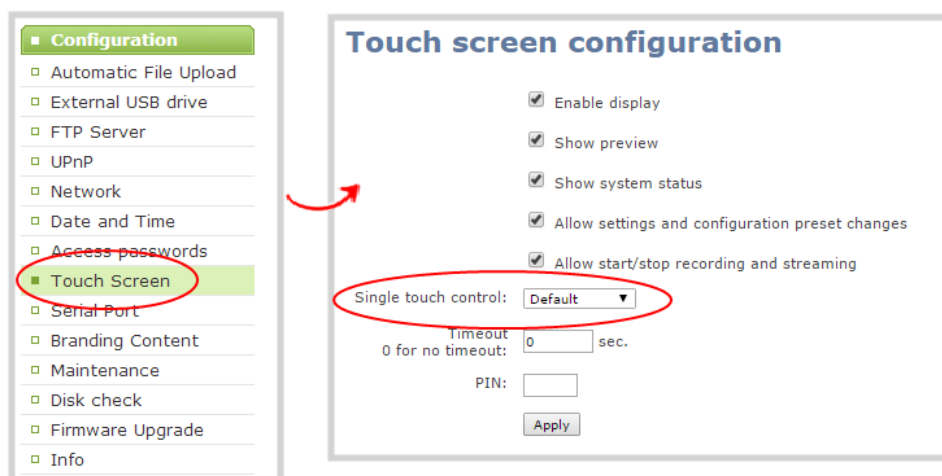 Configuration
Automatic File Upload
External USB drive
FTP Server
UPnP
Network
Date and Time
Access passwords
Touch Screen
Serial Port
Branding Content
Maintenance
Disk check
Firmware Upgrade
Info
Touch screen configuration
Enable display
Show preview
Show system status
Allow settings and configuration preset changes
Allow start/stop recording and streaming
Single touch control: Default
Timeout
0 for no timeout: 0 sec.
PIN:
Apply